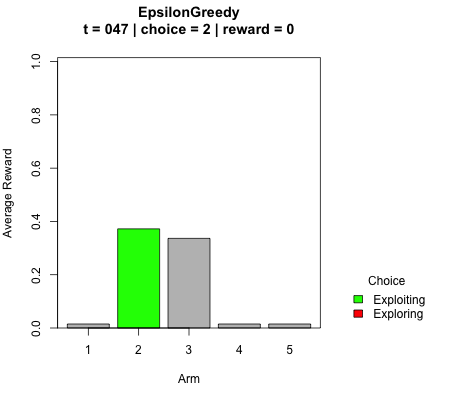 EpsilonGreedy
t = 047 | choice = 2 | reward = 0
Average Reward
1.0
0.8
0.6
0.4
0.2
0.0
1 2 3 4 5
Arm
Choice
Exploiting
Exploring